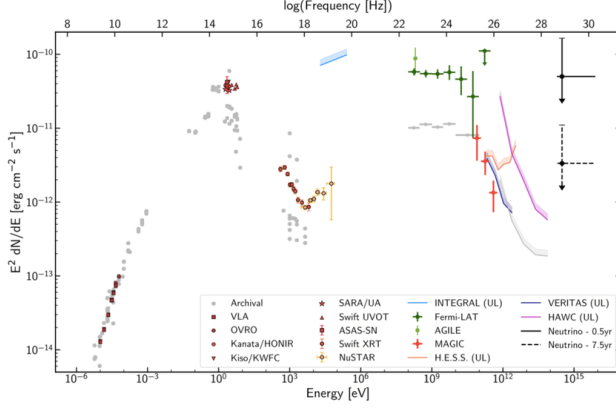 log(Frequency [Hz])
8 10 12 14 16 18 20 22 24 26 28 30
E² dN/dE [erg cm⁻² s⁻¹]
10⁻¹⁰
10⁻¹¹
10⁻¹²
10⁻¹³
10⁻¹⁴
Archival SARA/UA INTEGRAL (UL) VERITAS (UL)
VLA Swift UVOT Fermi-LAT HAWC (UL)
OVRO ASAS-SN AGILE Neutrino - 0.5yr
Kanata/HONIR Swift XRT MAGIC Neutrino - 7.5yr
Kiso/KWFC NuSTAR H.E.S.S. (UL)
10⁻⁶ 10⁻³ 10⁰ 10³ 10⁶ 10⁹ 10¹² 10¹⁵
Energy [eV]